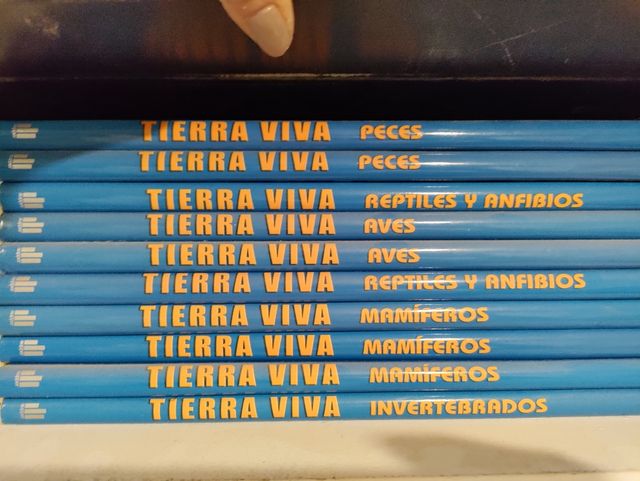 TIERRA VIVA PECES
TIERRA VIVA PECES
TIERRA VIVA REPTILES Y ANFIBIOS
TIERRA VIVA AVES
TIERRA VIVA AVES
TIERRA VIVA REPTILES Y ANFIBIOS
TIERRA VIVA MAMÍFEROS
TIERRA VIVA MAMÍFEROS
TIERRA VIVA MAMÍFEROS
TIERRA VIVA INVERTEBRADOS